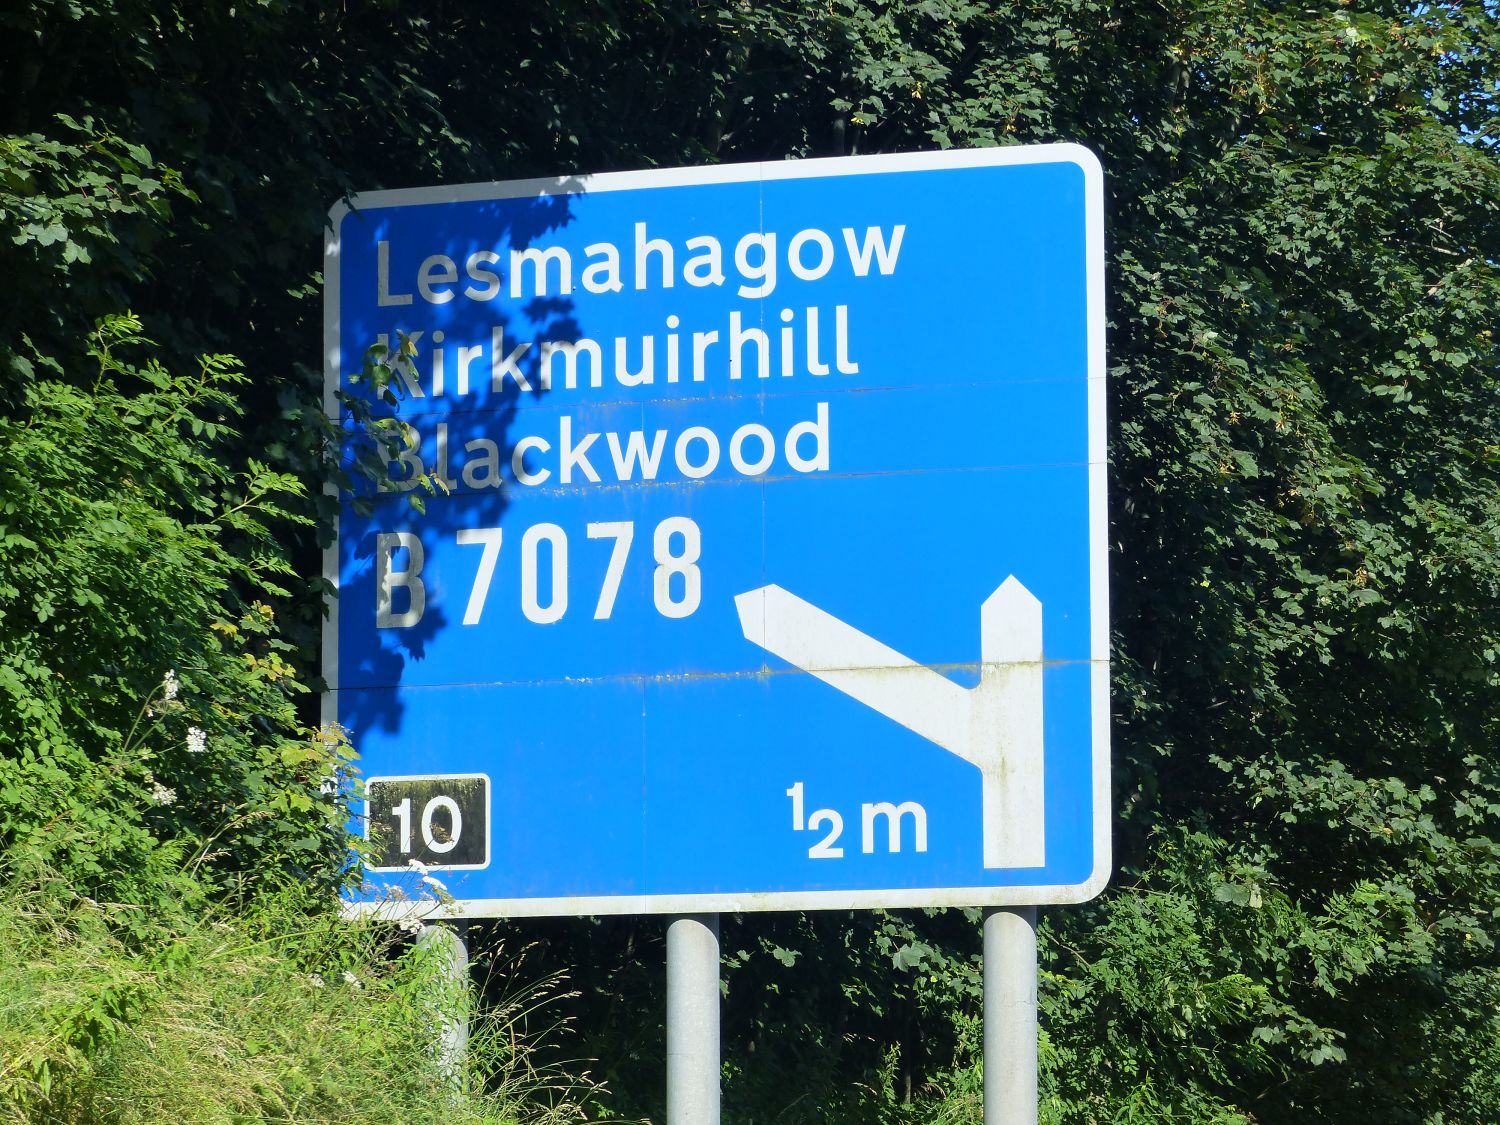 Lesmahagow
Kirkmuirhill
Blackwood
B 7078
10
½ m